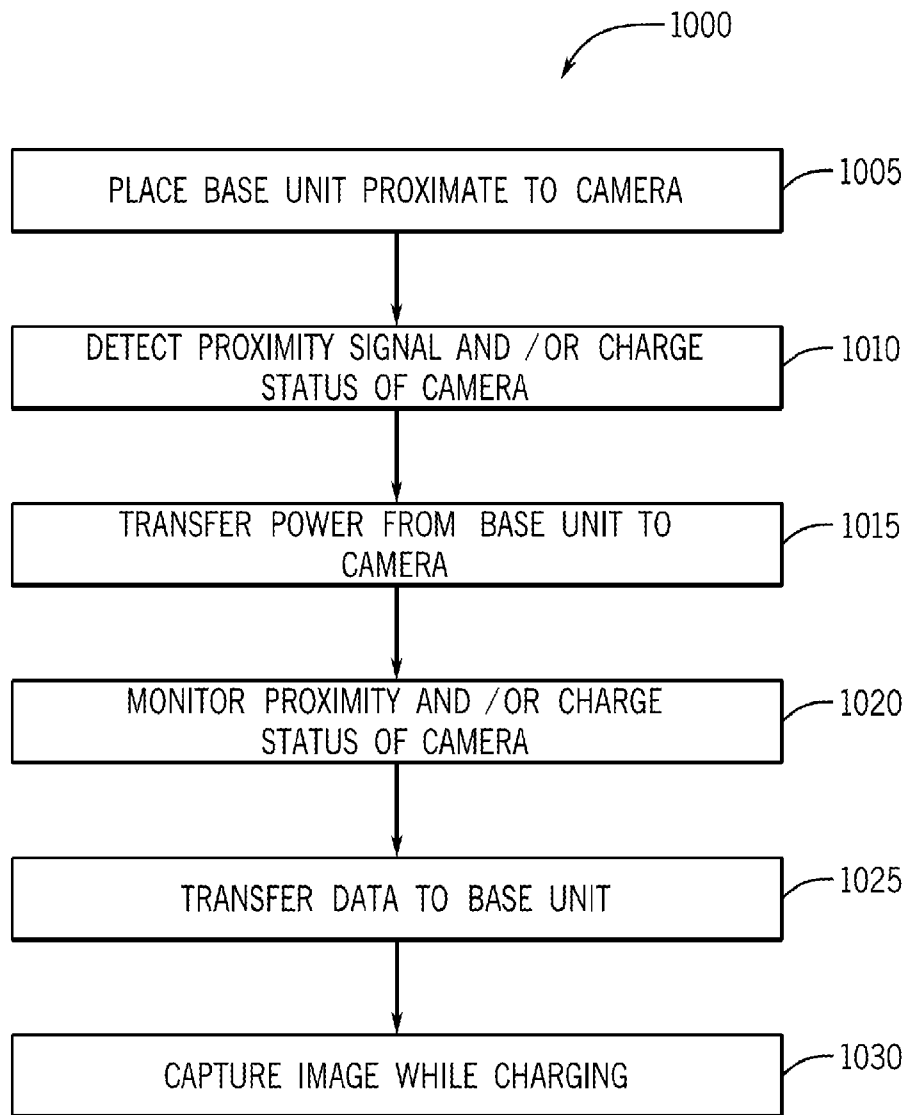 1000
PLACE BASE UNIT PROXIMATE TO CAMERA
1005
DETECT PROXIMITY SIGNAL AND /OR CHARGE
STATUS OF CAMERA
1010
TRANSFER POWER FROM BASE UNIT TO
CAMERA
1015
MONITOR PROXIMITY AND /OR CHARGE
STATUS OF CAMERA
1020
TRANSFER DATA TO BASE UNIT
1025
CAPTURE IMAGE WHILE CHARGING
1030